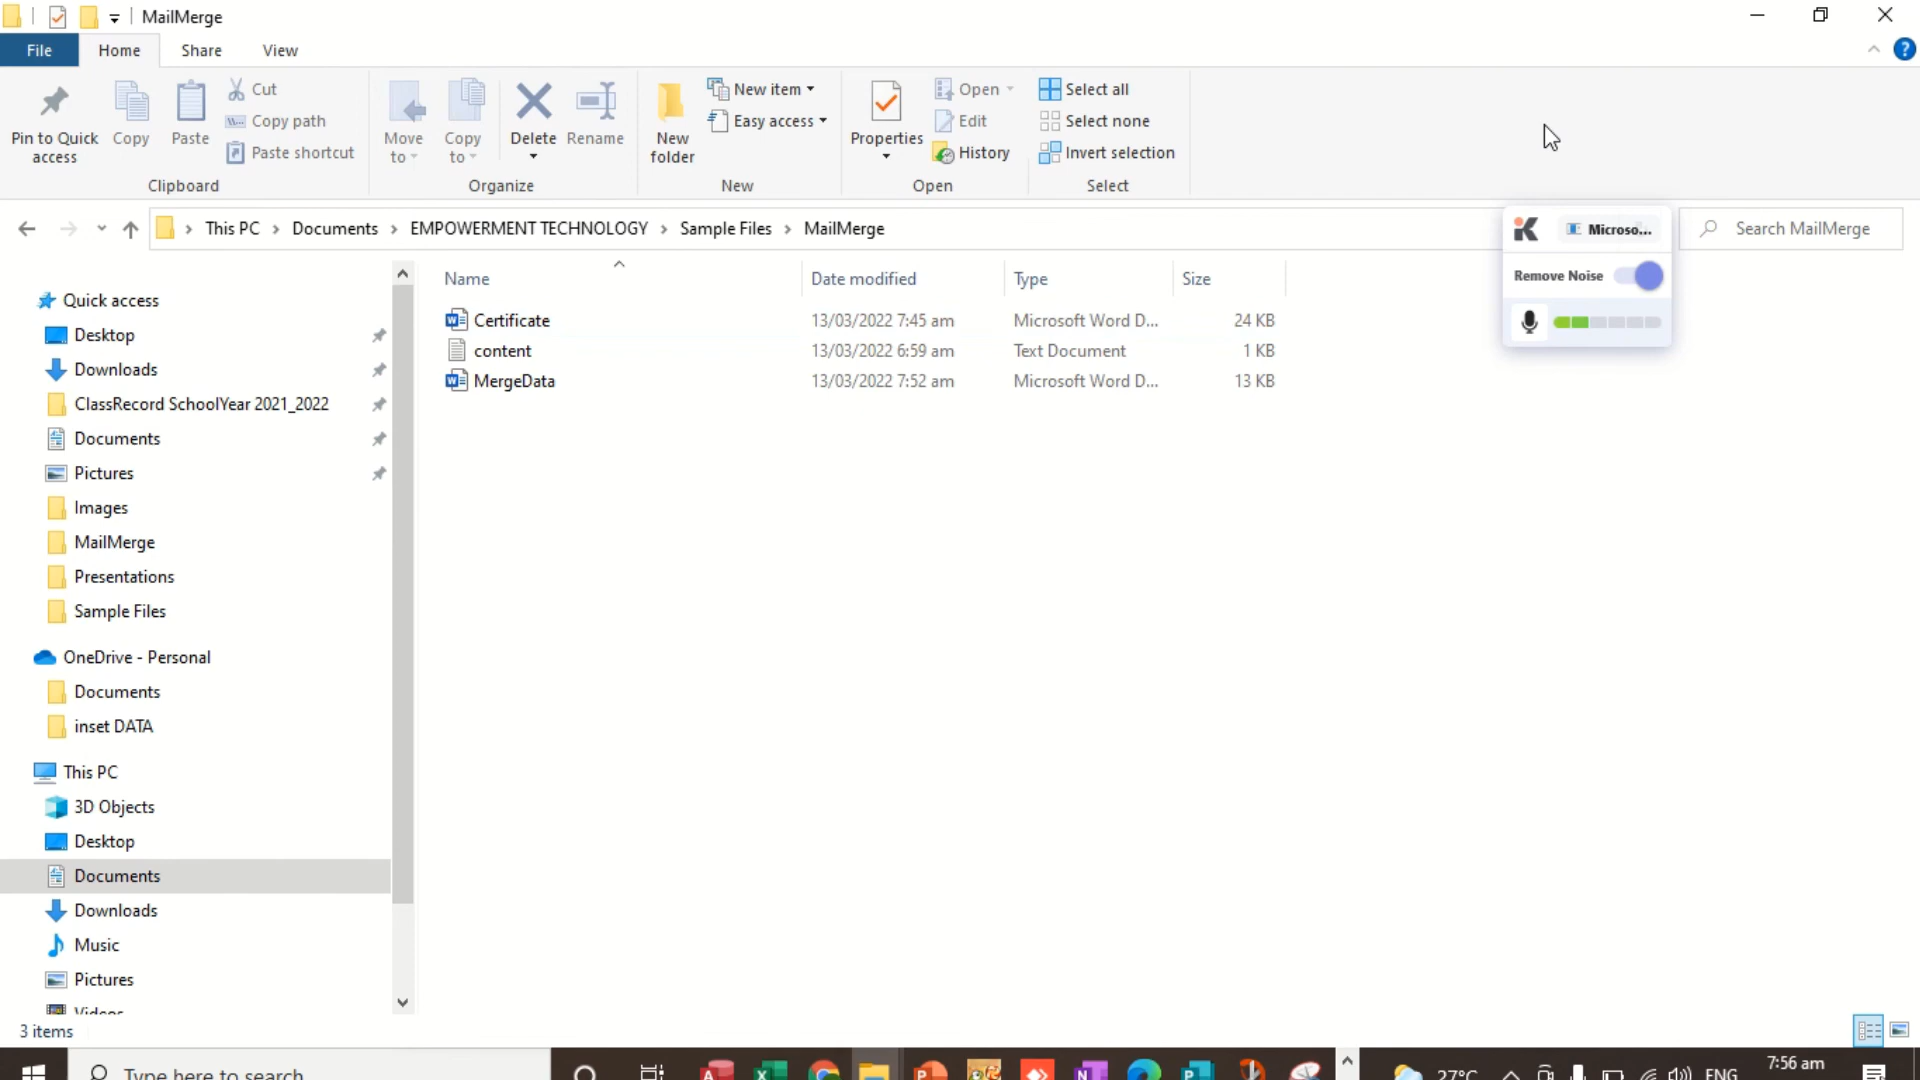 MailMerge
File Home Share View
Pin to Quick access
Copy
Paste
Cut
Copy path
Paste shortcut
Clipboard
Move to
Copy to
Delete
Rename
Organize
New folder
New item
Easy access
New
Properties
Open
Edit
History
Open
Select all
Select none
Invert selection
Select
This PC > Documents > EMPOWERMENT TECHNOLOGY > Sample Files > MailMerge
Microso...
Search MailMerge
Remove Noise
Name Date modified Type Size
Certificate 13/03/2022 7:45 am Microsoft Word D... 24 KB
content 13/03/2022 6:59 am Text Document 1 KB
MergeData 13/03/2022 7:52 am Microsoft Word D... 13 KB
Quick access
Desktop
Downloads
ClassRecord SchoolYear 2021_2022
Documents
Pictures
Images
MailMerge
Presentations
Sample Files
OneDrive - Personal
Documents
inset DATA
This PC
3D Objects
Desktop
Documents
Downloads
Music
Pictures
Videos
3 items
Type here to search
27°C
ENG
7:56 am